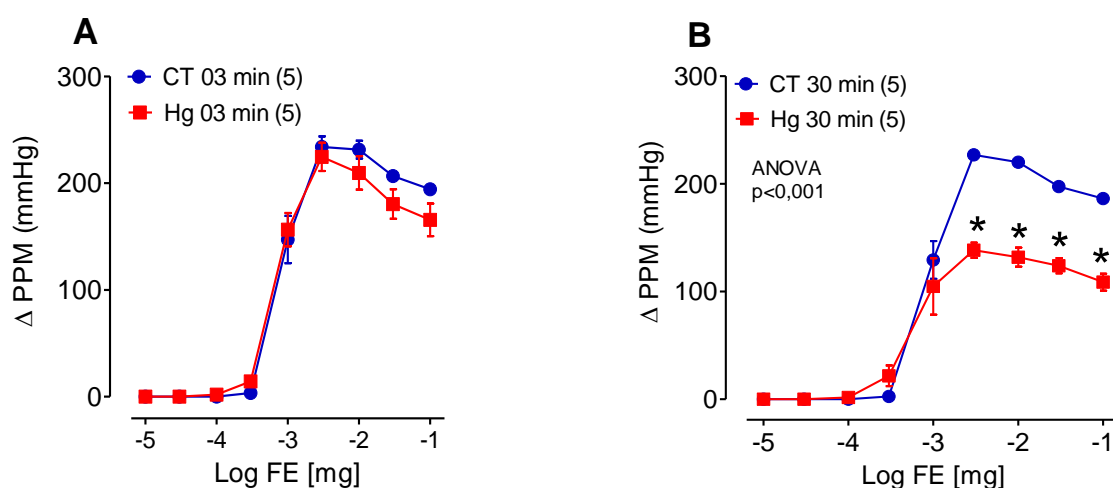 A
300
CT 03 min (5)
Hg 03 min (5)
200
100
0
Δ PPM (mmHg)
-5 -4 -3 -2 -1
Log FE [mg]
B
300
CT 30 min (5)
Hg 30 min (5)
ANOVA
p<0,001
200
100
0
Δ PPM (mmHg)
* * * *
-5 -4 -3 -2 -1
Log FE [mg]